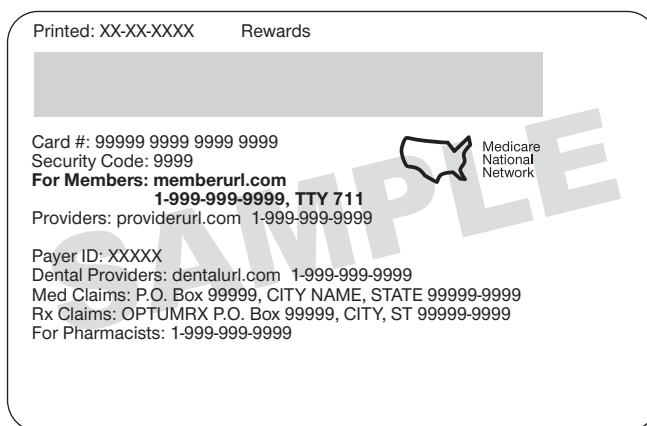 Printed: XX-XX-XXXX Rewards
SAMPLE
Card #: 99999 9999 9999 9999
Security Code: 9999
For Members: memberurl.com
1-999-999-9999, TTY 711
Providers: providerurl.com 1-999-999-9999
Medicare
National
Network
Payer ID: XXXXX
Dental Providers: dentalurl.com 1-999-999-9999
Med Claims: P.O. Box 99999, CITY NAME, STATE 99999-9999
Rx Claims: OPTUMRX P.O. Box 99999, CITY, ST 99999-9999
For Pharmacists: 1-999-999-9999